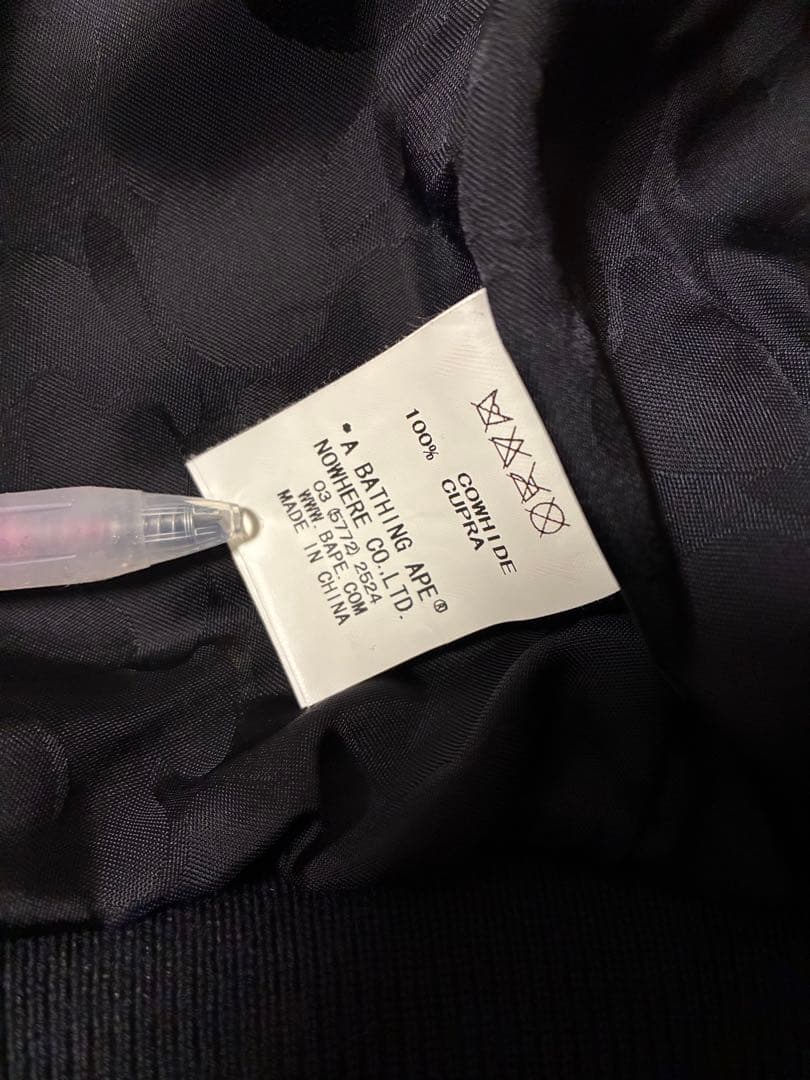 COWHIDE
100% CUPRA
• A BATHING APE®
NOWHERE CO.,LTD.
03 (5772) 2524
WWW. BAPE.COM
MADE IN CHINA